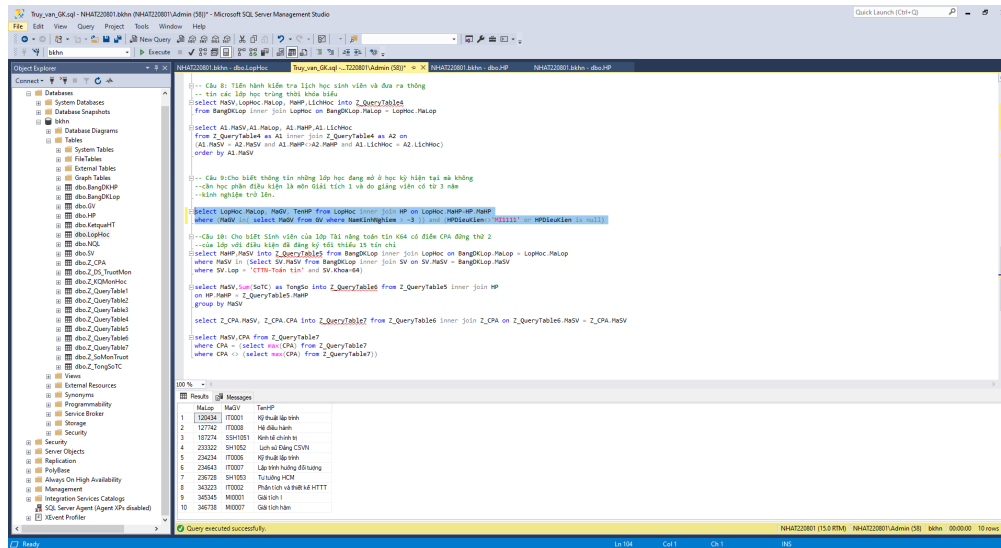 Truy_van_GK.sql - NHAT220801.bkhn (NHAT220801\Admin (58))* - Microsoft SQL Server Management Studio
Quick Launch (Ctrl+Q)
File Edit View Query Project Tools Window Help
New Query
bkhn
Execute
Object Explorer
NHAT220801.bkhn - dbo.LopHoc
Truy_van_GK.sql -...T220801\Admin (58))*
NHAT220801.bkhn - dbo.HP
NHAT220801.bkhn - dbo.HP
Connect
Databases
System Databases
Database Snapshots
bkhn
Database Diagrams
Tables
System Tables
FileTables
External Tables
Graph Tables
dbo.BangDKHP
dbo.BangDKLop
dbo.GV
dbo.HP
dbo.KetquaHT
dbo.LopHoc
dbo.NQL
dbo.SV
dbo.Z_CPA
dbo.Z_DS_TruotMon
dbo.Z_KQMonHoc
dbo.Z_QueryTable1
dbo.Z_QueryTable2
dbo.Z_QueryTable3
dbo.Z_QueryTable4
dbo.Z_QueryTable5
dbo.Z_QueryTable6
dbo.Z_QueryTable7
dbo.Z_SoMonTruot
dbo.Z_TongSoTC
Views
External Resources
Synonyms
Programmability
Service Broker
Storage
Security
Security
Server Objects
Replication
PolyBase
Always On High Availability
Management
Integration Services Catalogs
SQL Server Agent (Agent XPs disabled)
XEvent Profiler
-- Câu 8: Tiến hành kiểm tra lịch học sinh viên và đưa ra thông
-- tin các lớp học trùng thời khóa biểu
select MaSV,LopHoc.MaLop, MaHP,LichHoc into Z_QueryTable4
from BangDKLop inner join LopHoc on BangDKLop.MaLop = LopHoc.MaLop
select A1.MaSV,A1.MaLop, A1.MaHP,A1.LichHoc
from Z_QueryTable4 as A1 inner join Z_QueryTable4 as A2 on
(A1.MaSV = A2.MaSV and A1.MaHP<>A2.MaHP and A1.LichHoc = A2.LichHoc)
order by A1.MaSV
-- Câu 9:Cho biết thông tin những lớp học đang mở ở học kỳ hiện tại mà không
--cần học phần điều kiện là môn Giải tích 1 và do giảng viên có từ 3 năm
--kinh nghiệm trở lên.
select LopHoc.MaLop, MaGV, TenHP from LopHoc inner join HP on LopHoc.MaHP=HP.MaHP
where (MaGV in( select MaGV from GV where NamKinhNghiem > =3 )) and (HPDieuKien<>'MI1111' or HPDieuKien is null)
--Câu 10: Cho biết Sinh viên của lớp Tài năng toán tin K64 có điểm CPA đứng thứ 2
--của lớp với điều kiện đã đăng ký tối thiểu 15 tín chỉ
select MaHP,MaSV into Z_QueryTable5 from BangDKLop inner join LopHoc on BangDKLop.MaLop = LopHoc.MaLop
where MaSV in (Select SV.MaSV from BangDKLop inner join SV on SV.MaSV = BangDKLop.MaSV
where SV.Lop = 'CTTN-Toán tin' and SV.Khoa=64)
select MaSV,Sum(SoTC) as TongSo into Z_QueryTable6 from Z_QueryTable5 inner join HP
on HP.MaHP = Z_QueryTable5.MaHP
group by MaSV
select Z_CPA.MaSV, Z_CPA.CPA into Z_QueryTable7 from Z_QueryTable6 inner join Z_CPA on Z_QueryTable6.MaSV = Z_CPA.MaSV
select MaSV,CPA from Z_QueryTable7
where CPA = (select max(CPA) from Z_QueryTable7
where CPA <> (select max(CPA) from Z_QueryTable7))
100 %
Results Messages
MaLop MaGV TenHP
1 120434 IT0001 Kỹ thuật lập trình
2 127742 IT0008 Hệ điều hành
3 187274 SSH1051 Kinh tế chính trị
4 233322 SH1052 Lịch sử Đảng CSVN
5 234234 IT0006 Kỹ thuật lập trình
6 234643 IT0007 Lập trình hướng đối tượng
7 236728 SH1053 Tư tưởng HCM
8 343223 IT0002 Phân tích và thiết kế HTTT
9 345345 MI0001 Giải tích I
10 346738 MI0007 Giải tích hàm
Query executed successfully.
NHAT220801 (15.0 RTM) NHAT220801\Admin (58) bkhn 00:00:00 10 rows
Ready
Ln 104 Col 1 Ch 1 INS